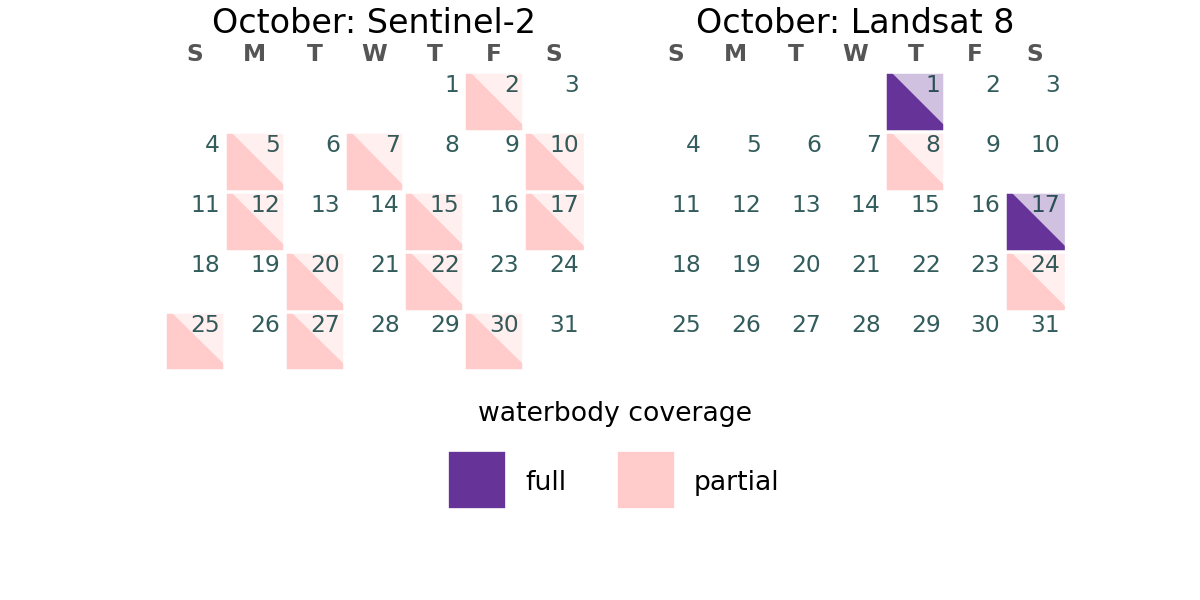 October: Sentinel-2
S M T W T F S
1 2 3
4 5 6 7 8 9 10
11 12 13 14 15 16 17
18 19 20 21 22 23 24
25 26 27 28 29 30 31
October: Landsat 8
S M T W T F S
1 2 3
4 5 6 7 8 9 10
11 12 13 14 15 16 17
18 19 20 21 22 23 24
25 26 27 28 29 30 31
waterbody coverage
full
partial